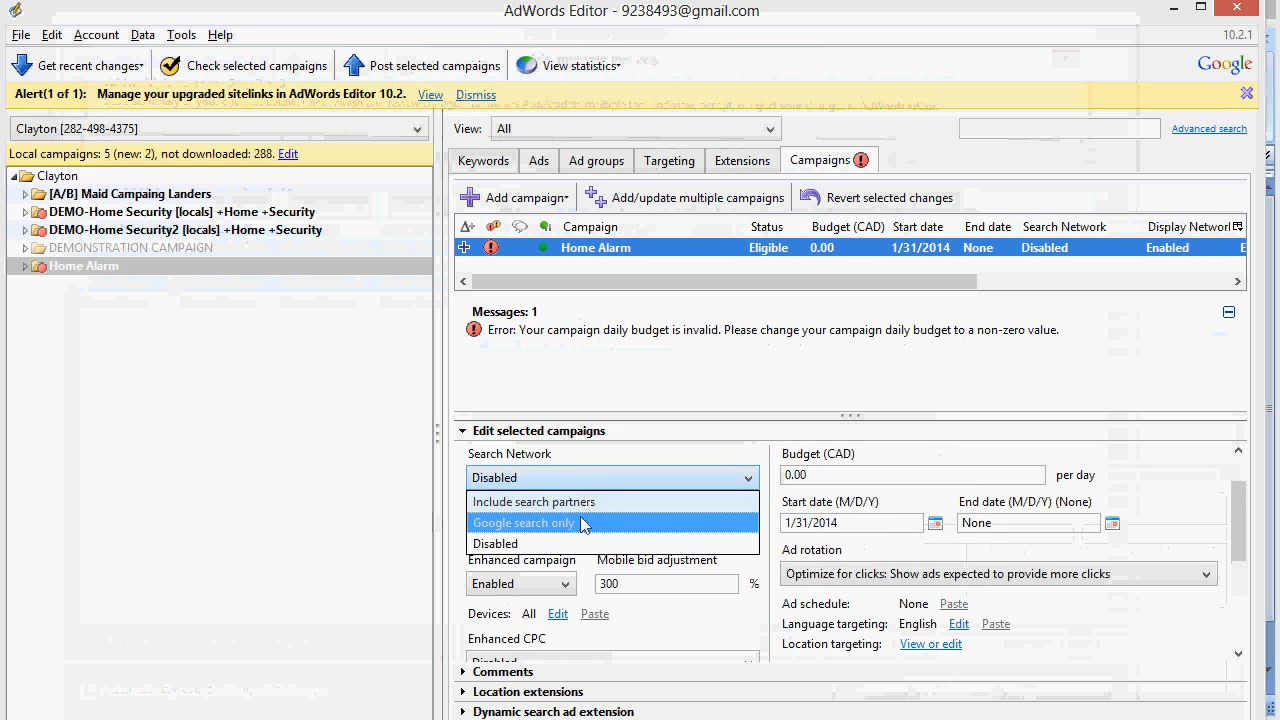 AdWords Editor - 9238493@gmail.com
File Edit Account Data Tools Help 10.2.1
Get recent changes Check selected campaigns Post selected campaigns View statistics Google
Alert(1 of 1): Manage your upgraded sitelinks in AdWords Editor 10.2. View Dismiss
Clayton [282-498-4375]
Local campaigns: 5 (new: 2), not downloaded: 288. Edit
Clayton
[A/B] Maid Campaing Landers
DEMO-Home Security [locals] +Home +Security
DEMO-Home Security2 [locals] +Home +Security
DEMONSTRATION CAMPAIGN
Home Alarm
View: All Advanced search
Keywords Ads Ad groups Targeting Extensions Campaigns
Add campaign Add/update multiple campaigns Revert selected changes
Campaign Status Budget (CAD) Start date End date Search Network Display Network
Home Alarm Eligible 0.00 1/31/2014 None Disabled Enabled E
Messages: 1
Error: Your campaign daily budget is invalid. Please change your campaign daily budget to a non-zero value.
Edit selected campaigns
Search Network
Disabled
Include search partners
Google search only
Disabled
Enhanced campaign Mobile bid adjustment
Enabled 300 %
Devices: All Edit Paste
Enhanced CPC
Disabled
Budget (CAD)
0.00 per day
Start date (M/D/Y) End date (M/D/Y) (None)
1/31/2014 None
Ad rotation
Optimize for clicks: Show ads expected to provide more clicks
Ad schedule: None Paste
Language targeting: English Edit Paste
Location targeting: View or edit
Comments
Location extensions
Dynamic search ad extension